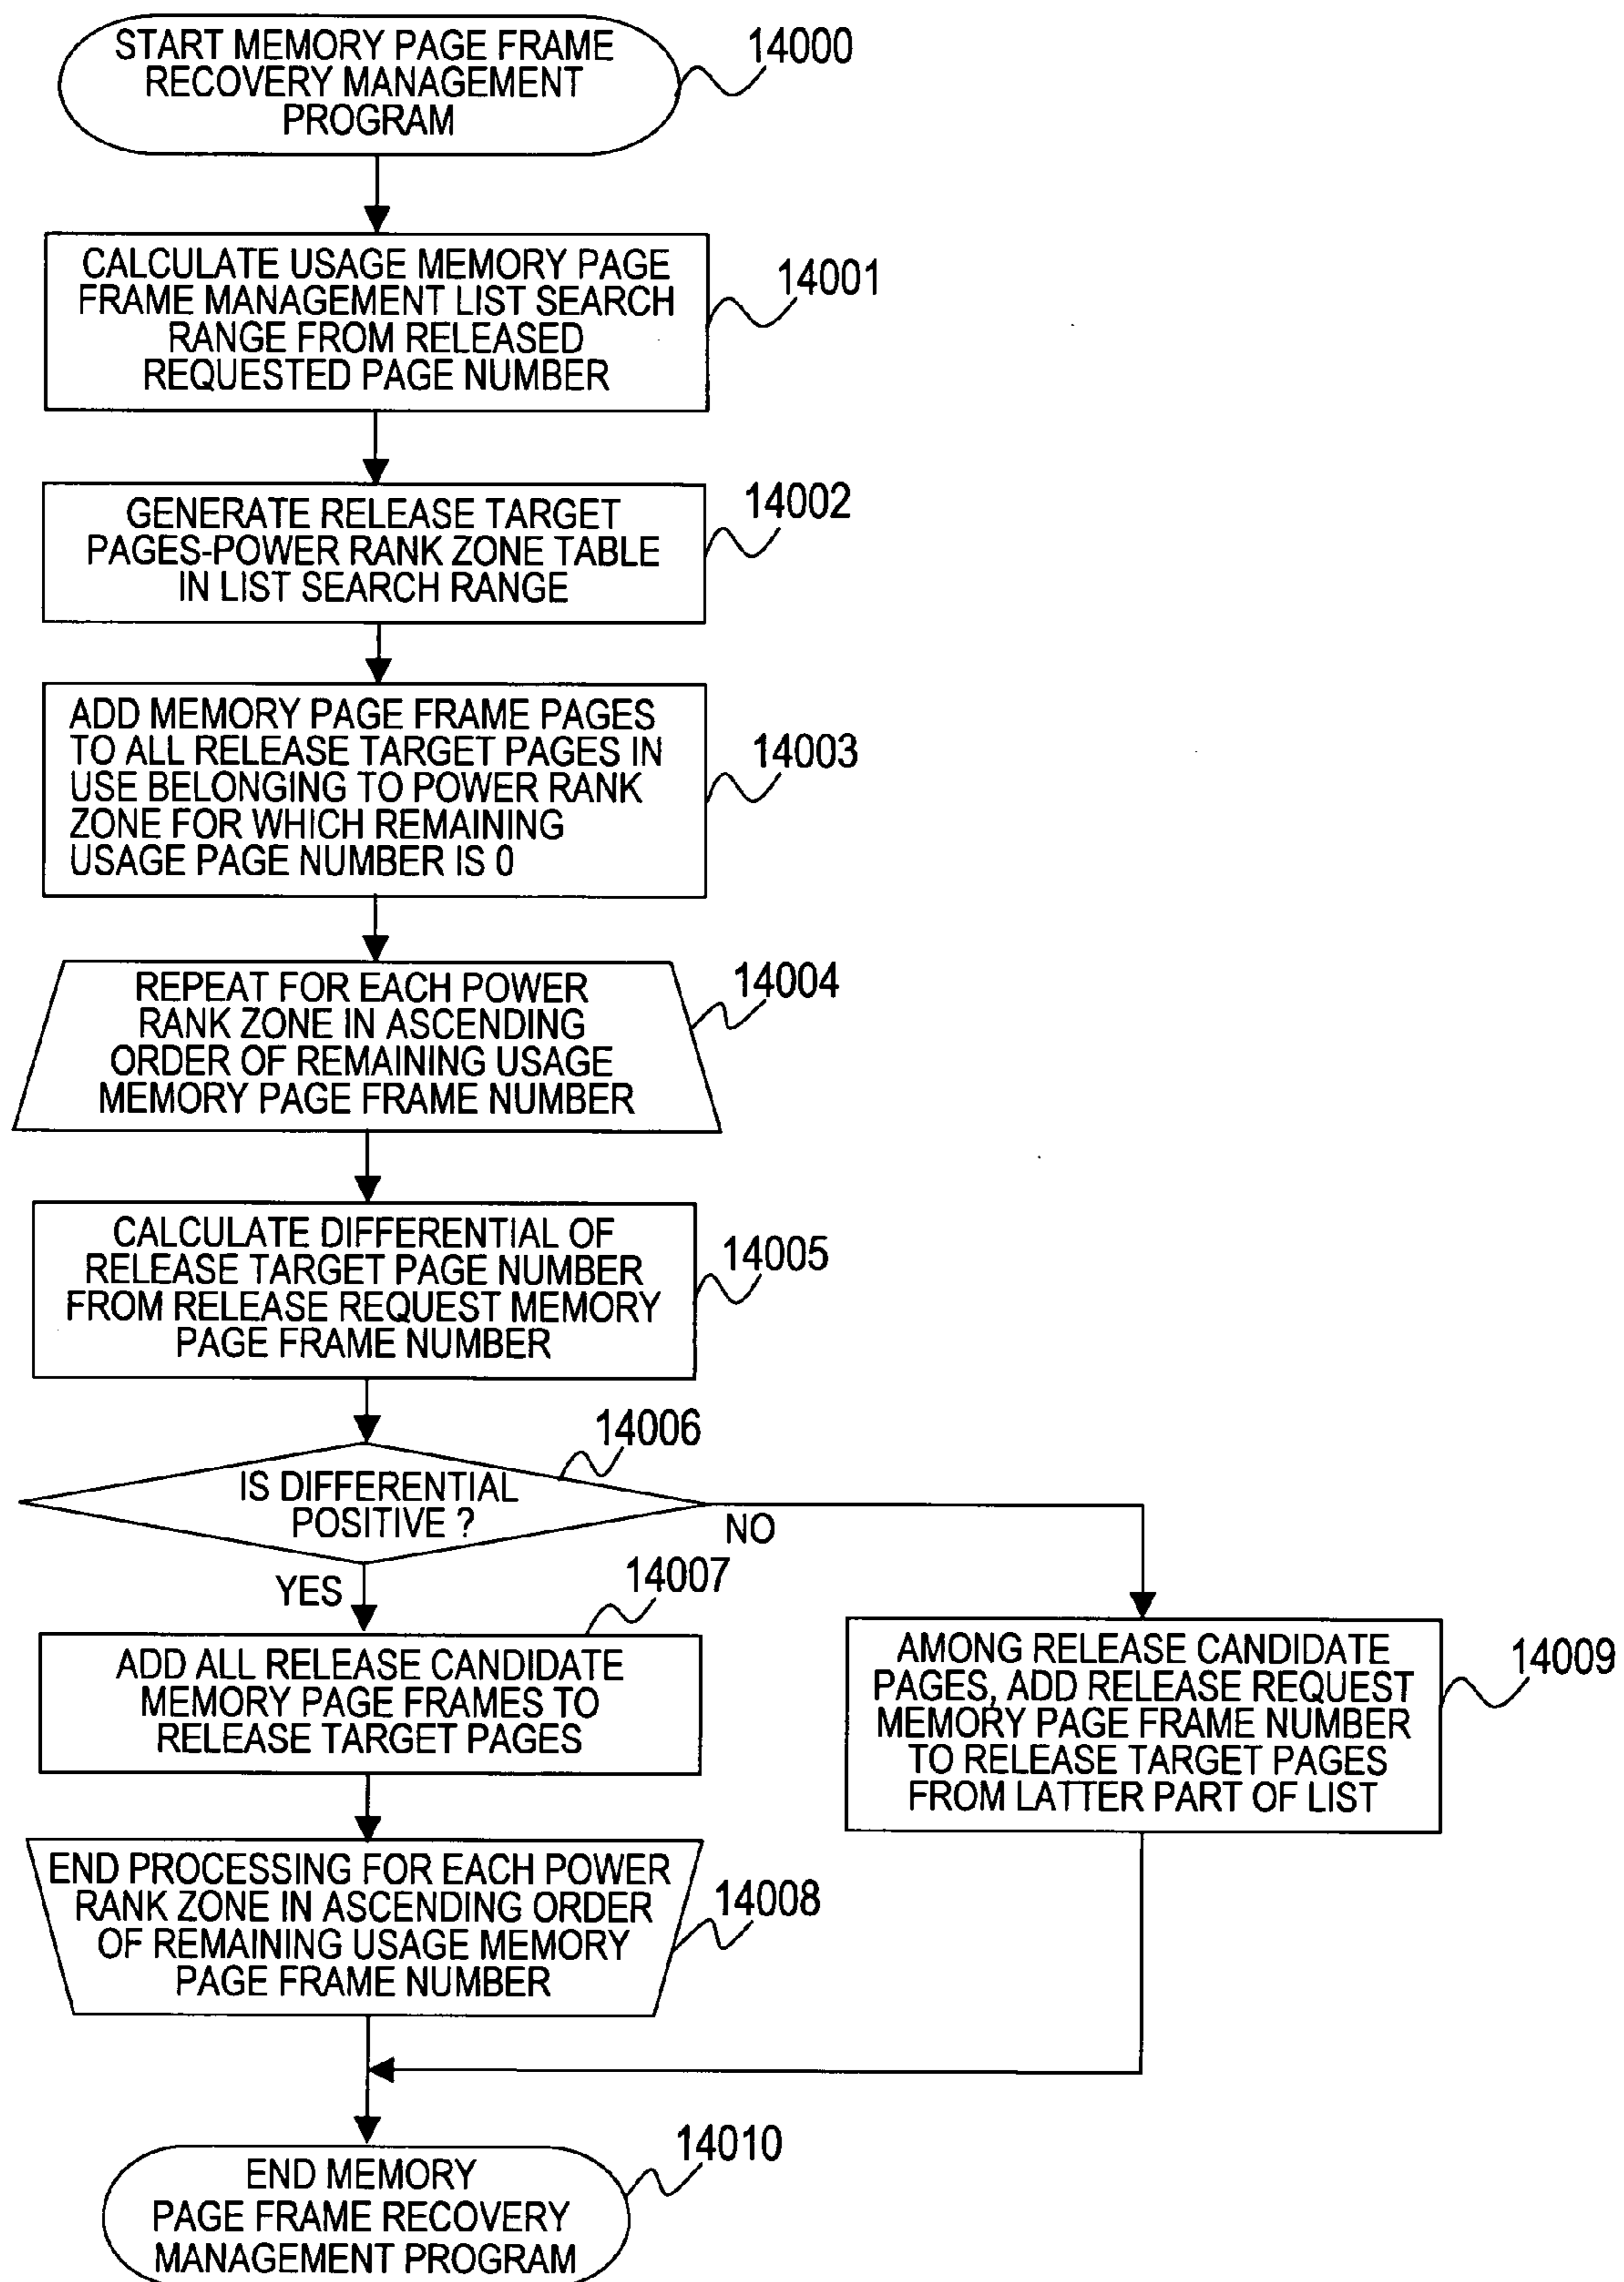 START MEMORY PAGE FRAME
RECOVERY MANAGEMENT
PROGRAM
14000
CALCULATE USAGE MEMORY PAGE
FRAME MANAGEMENT LIST SEARCH
RANGE FROM RELEASED
REQUESTED PAGE NUMBER
14001
GENERATE RELEASE TARGET
PAGES-POWER RANK ZONE TABLE
IN LIST SEARCH RANGE
14002
ADD MEMORY PAGE FRAME PAGES
TO ALL RELEASE TARGET PAGES IN
USE BELONGING TO POWER RANK
ZONE FOR WHICH REMAINING
USAGE PAGE NUMBER IS 0
14003
REPEAT FOR EACH POWER
RANK ZONE IN ASCENDING
ORDER OF REMAINING USAGE
MEMORY PAGE FRAME NUMBER
14004
CALCULATE DIFFERENTIAL OF
RELEASE TARGET PAGE NUMBER
FROM RELEASE REQUEST MEMORY
PAGE FRAME NUMBER
14005
IS DIFFERENTIAL
POSITIVE ?
14006
NO
YES
ADD ALL RELEASE CANDIDATE
MEMORY PAGE FRAMES TO
RELEASE TARGET PAGES
14007
AMONG RELEASE CANDIDATE
PAGES, ADD RELEASE REQUEST
MEMORY PAGE FRAME NUMBER
TO RELEASE TARGET PAGES
FROM LATTER PART OF LIST
14009
END PROCESSING FOR EACH POWER
RANK ZONE IN ASCENDING ORDER
OF REMAINING USAGE MEMORY
PAGE FRAME NUMBER
14008
END MEMORY
PAGE FRAME RECOVERY
MANAGEMENT PROGRAM
14010